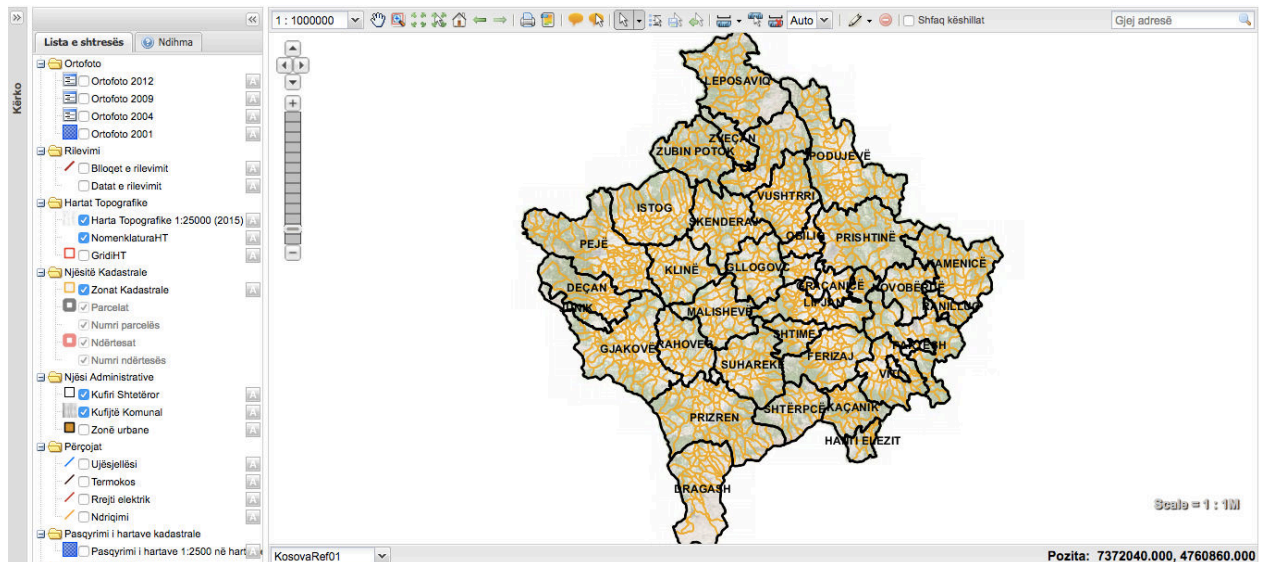 1 : 1000000
Auto
Shfaq këshillat
Gjej adresë
Kërko
Lista e shtresës
Ndihma
Ortofoto
Ortofoto 2012
Ortofoto 2009
Ortofoto 2004
Ortofoto 2001
Rilevimi
Blloqet e rilevimit
Datat e rilevimit
Hartat Topografike
Harta Topografike 1:25000 (2015)
NomenklaturaHT
GridiHT
Njësitë Kadastrale
Zonat Kadastrale
Parcelat
Numri parcelës
Ndërtesat
Numri ndërtesës
Njësi Administrative
Kufiri Shtetëror
Kufijtë Komunal
Zonë urbane
Përçojat
Ujësjellësi
Termokos
Rrejti elektrik
Ndriqimi
Pasqyrimi i hartave kadastrale
Pasqyrimi i hartave 1:2500 në hart
LEPOSAVIQ
ZVEÇAN
ZUBIN POTOK
PODUJEVË
VUSHTRRI
ISTOG
SKENDERAJ
OBILIQ
PRISHTINË
PEJË
KAMENICË
KLINË
GLLOGOVC
DEÇAN
GRAÇANICË
NOVOBËRDË
JUNIK
LIPJAN
RANILLUG
MALISHEVË
SHTIME
PARTESH
GJAKOVË
RAHOVEC
FERIZAJ
SUHAREKË
VITI
SHTËRPCË
KAÇANIK
PRIZREN
HANI I ELEZIT
DRAGASH
Scale = 1 : 1M
KosovaRef01
Pozita: 7372040.000, 4760860.000